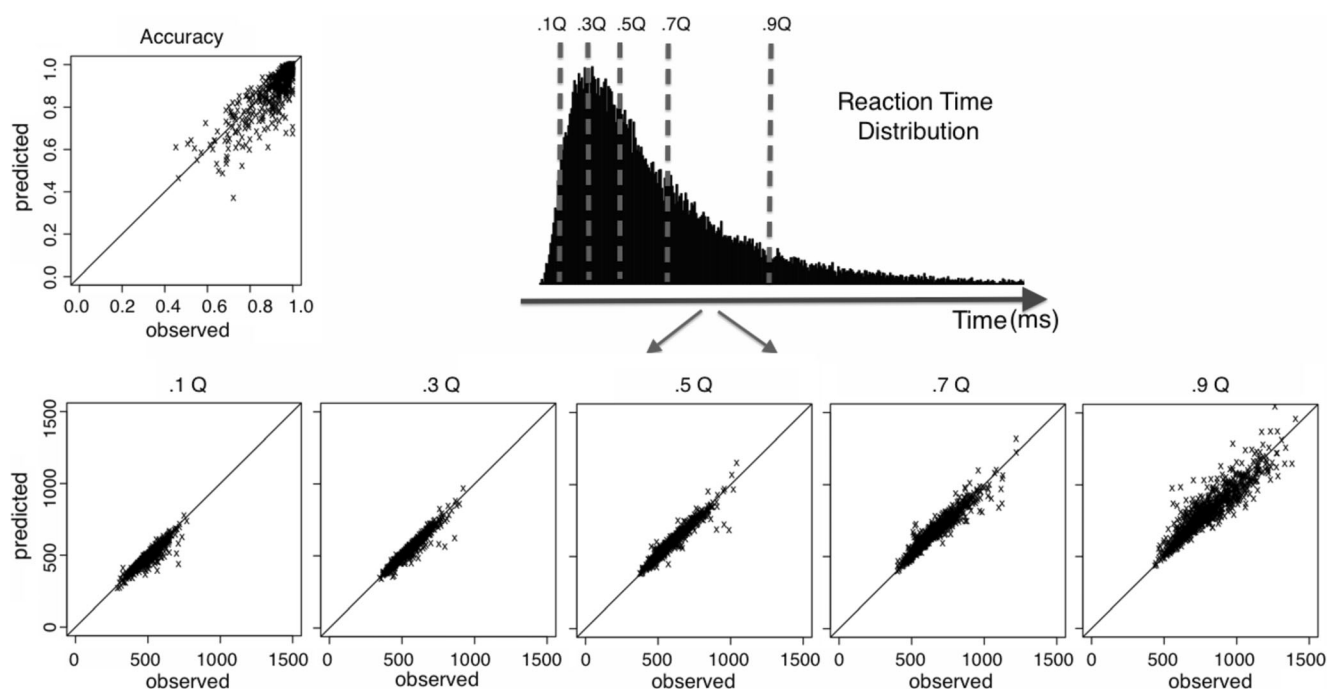 Accuracy
predicted
1.0
0.8
0.6
0.4
0.2
0.0
0.0 0.2 0.4 0.6 0.8 1.0
observed
.1Q .3Q .5Q .7Q .9Q
Reaction Time
Distribution
Time(ms)
.1 Q
predicted
1500
1000
500
0
0 500 1000 1500
observed
.3 Q
0 500 1000 1500
observed
.5 Q
0 500 1000 1500
observed
.7 Q
0 500 1000 1500
observed
.9 Q
0 500 1000 1500
observed